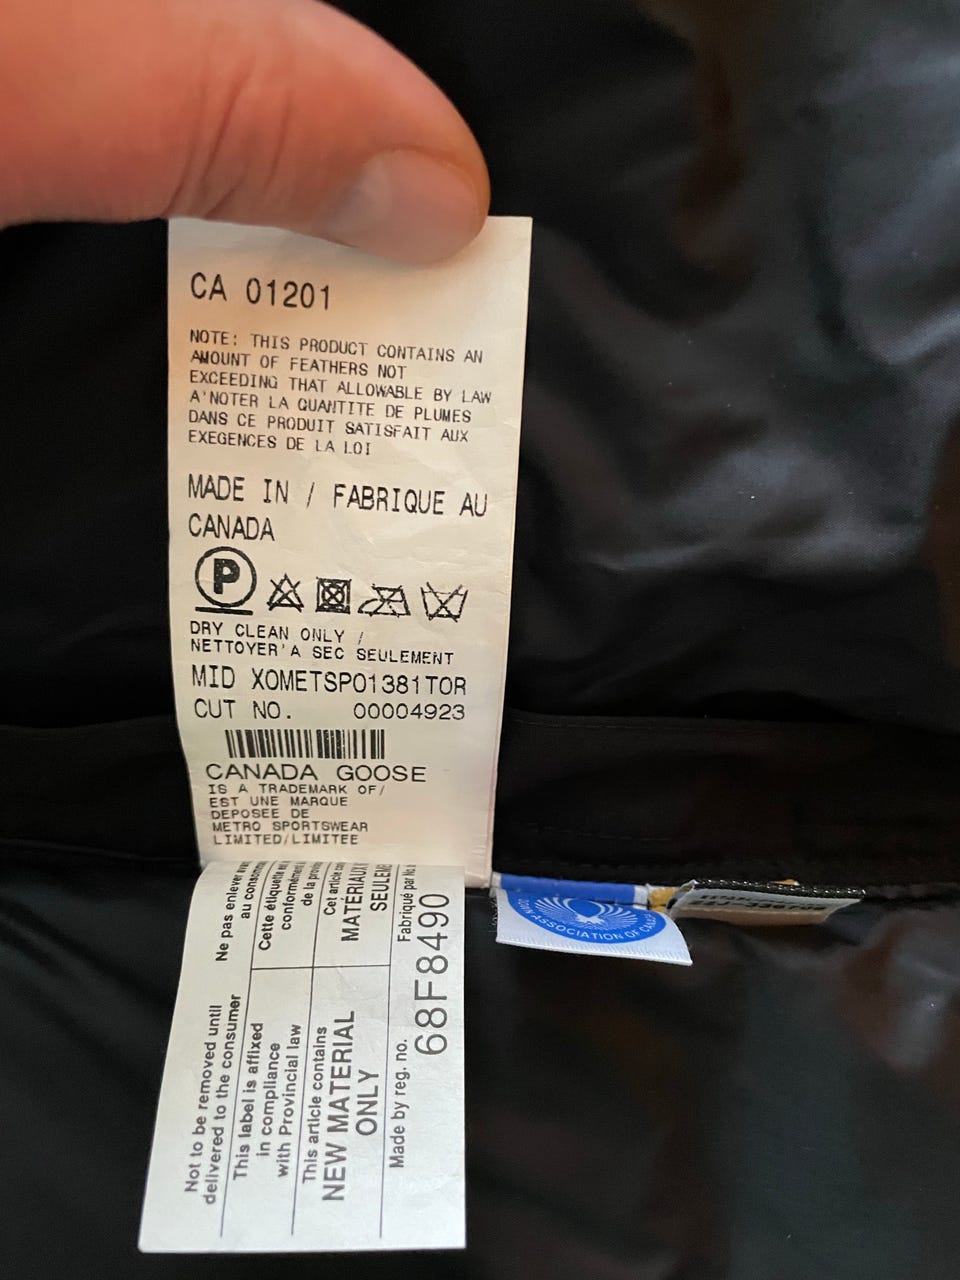 CA 01201
NOTE: THIS PRODUCT CONTAINS AN
AMOUNT OF FEATHERS NOT
EXCEEDING THAT ALLOWABLE BY LAW
A'NOTER LA QUANTITE DE PLUMES
DANS CE PRODUIT SATISFAIT AUX
EXEGENCES DE LA LOI
MADE IN / FABRIQUE AU
CANADA
P
DRY CLEAN ONLY /
NETTOYER'A SEC SEULEMENT
MID XOMETSP01381TOR
CUT NO. 00004923
CANADA GOOSE
IS A TRADEMARK OF/
EST UNE MARQUE
DEPOSEE DE
METRO SPORTSWEAR
LIMITED/LIMITEE
Not to be removed until
delivered to the consumer
Ne pas enlever
au
This label is affixed
in compliance
with Provincial law
Cette étiquette
de la
This article contains
NEW MATERIAL
ONLY
Cet article
MATÉRIAUX
Made by reg. no.
Fabriqué par
68F8490
ASSOCIATION OF